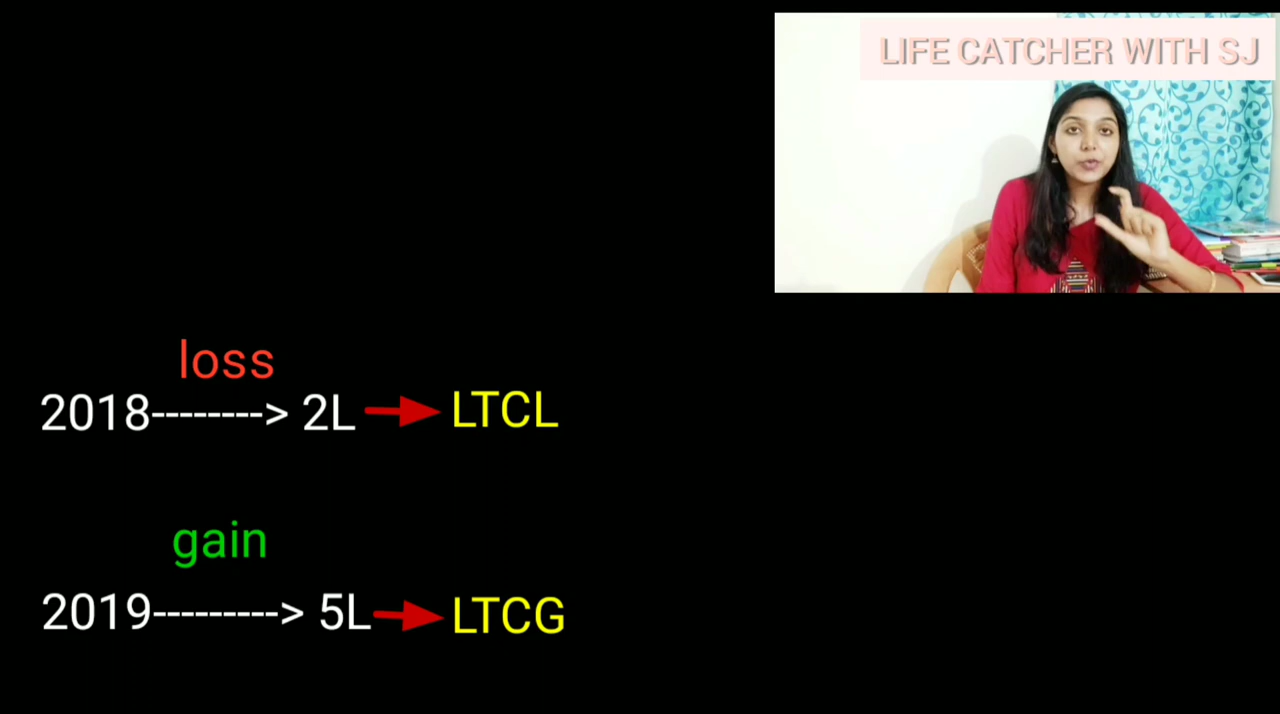 LIFE CATCHER WITH SJ
loss
2018--------> 2L LTCL
gain
2019---------> 5L LTCG